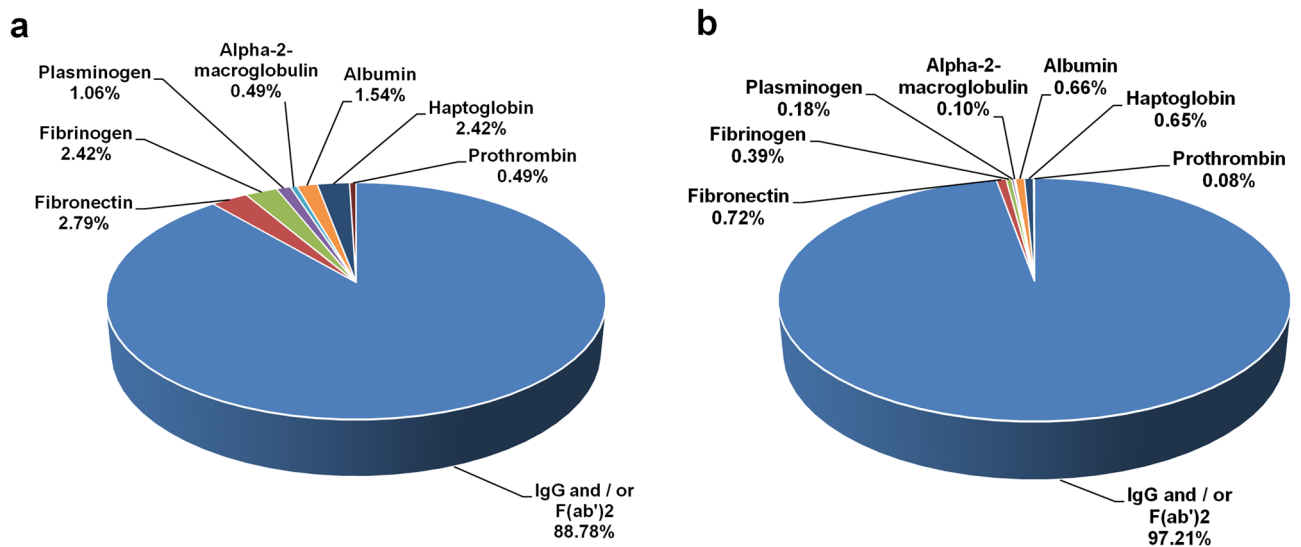 a
Alpha-2-
macroglobulin
0.49%
Plasminogen
1.06%
Albumin
1.54%
Fibrinogen
2.42%
Haptoglobin
2.42%
Fibronectin
2.79%
Prothrombin
0.49%
IgG and / or
F(ab')2
88.78%
b
Alpha-2-
macroglobulin
0.10%
Plasminogen
0.18%
Albumin
0.66%
Fibrinogen
0.39%
Haptoglobin
0.65%
Fibronectin
0.72%
Prothrombin
0.08%
IgG and / or
F(ab')2
97.21%